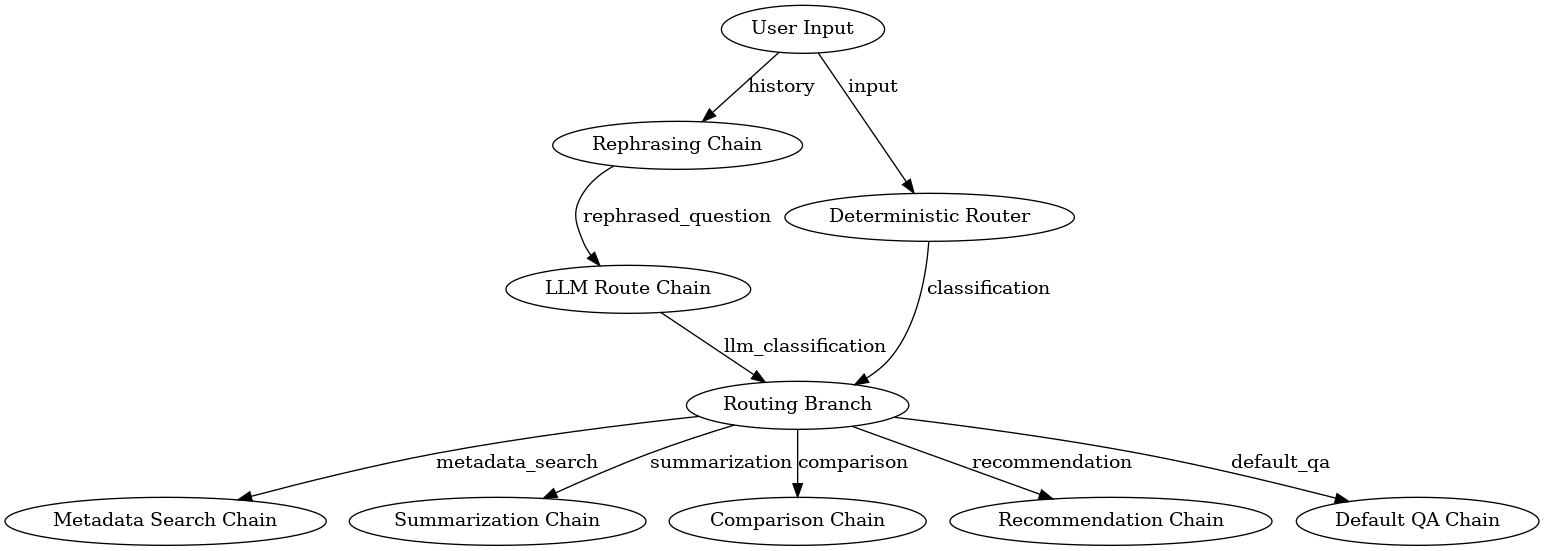 User Input
history
input
Rephrasing Chain
rephrased_question
Deterministic Router
LLM Route Chain
classification
llm_classification
Routing Branch
metadata_search
summarization
comparison
recommendation
default_qa
Metadata Search Chain
Summarization Chain
Comparison Chain
Recommendation Chain
Default QA Chain